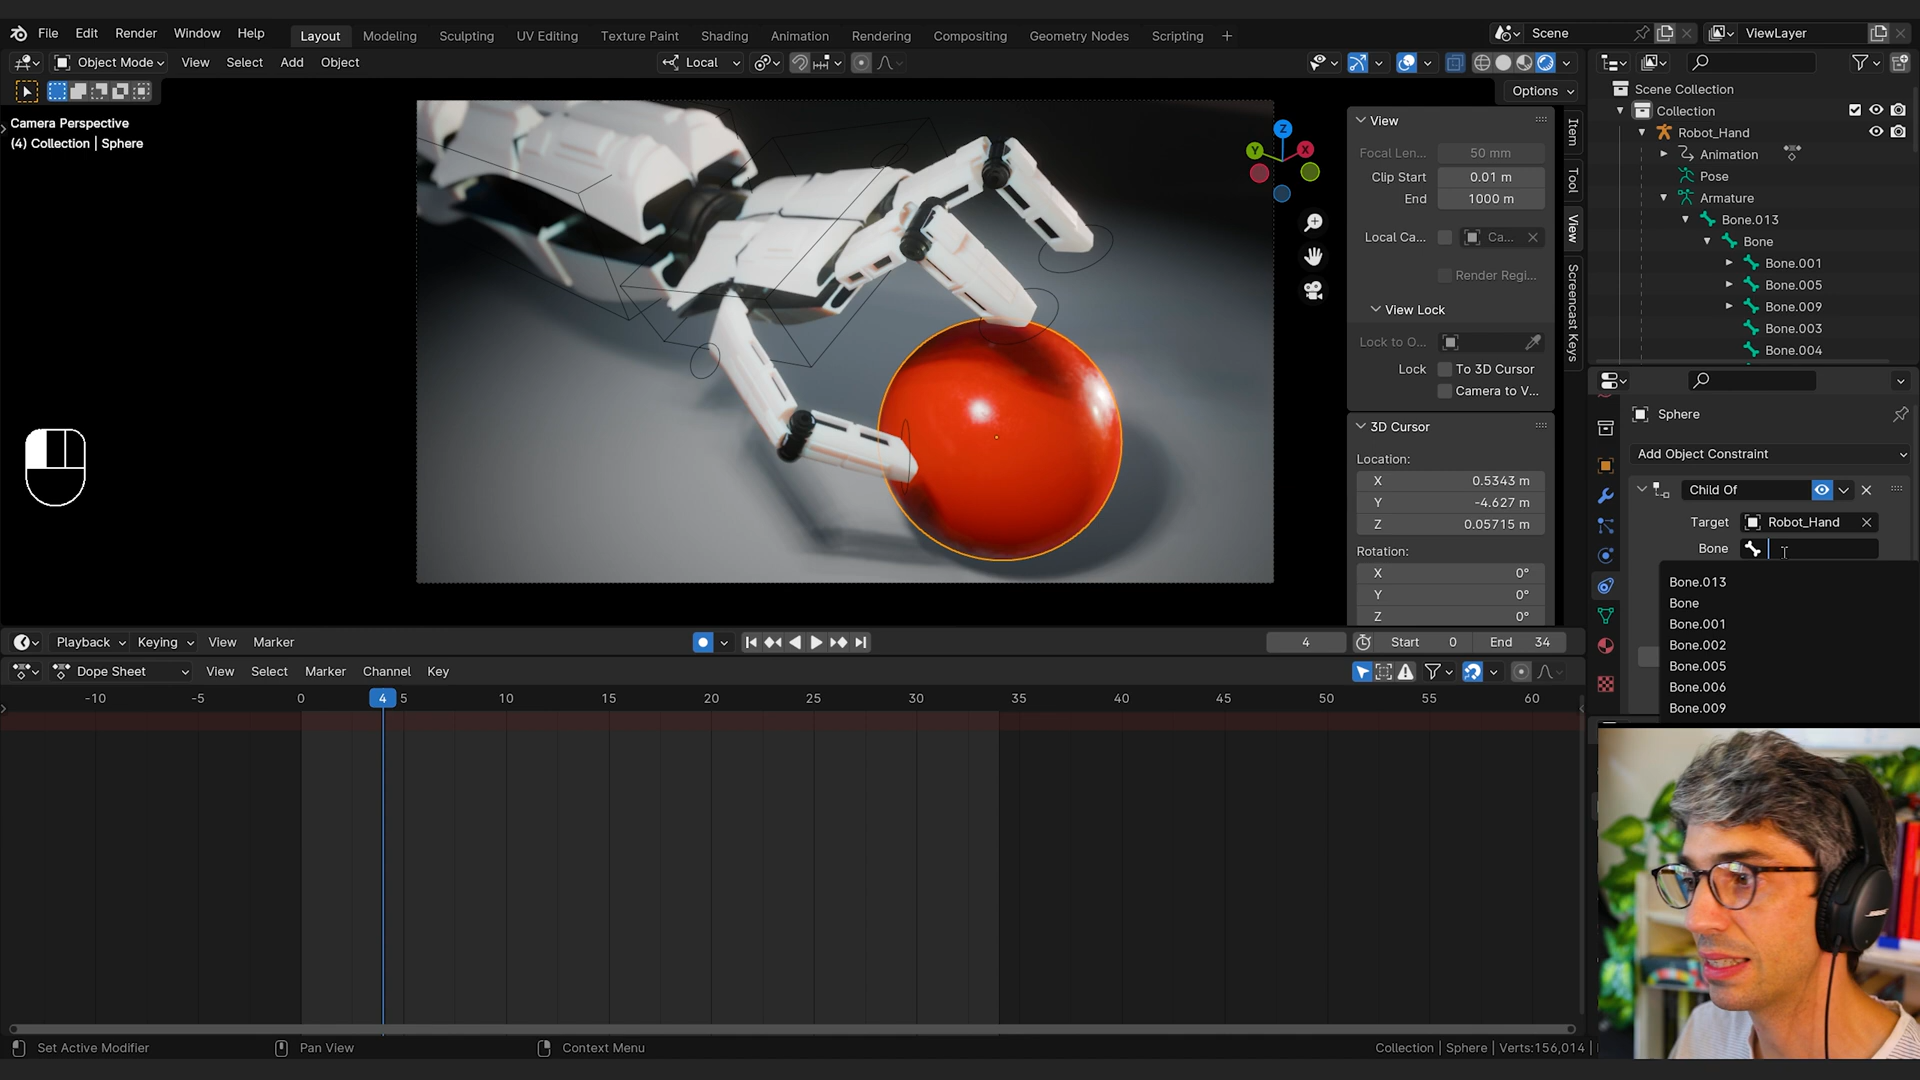 File Edit Render Window Help
Layout Modeling Sculpting UV Editing Texture Paint Shading Animation Rendering Compositing Geometry Nodes Scripting +
Scene
ViewLayer
Object Mode View Select Add Object
Local
Options
Camera Perspective
(4) Collection | Sphere
Z
Y
X
View
Focal Len... 50 mm
Clip Start 0.01 m
End 1000 m
Local Ca... Ca...
Render Regi...
View Lock
Lock to O...
Lock To 3D Cursor
Camera to V...
3D Cursor
Location:
X 0.5343 m
Y -4.627 m
Z 0.05715 m
Rotation:
X 0°
Y 0°
Z 0°
Item
Tool
View
Screencast Keys
Scene Collection
Collection
Robot_Hand
Animation
Pose
Armature
Bone.013
Bone
Bone.001
Bone.005
Bone.009
Bone.003
Bone.004
Sphere
Add Object Constraint
Child Of
Target Robot_Hand
Bone
Bone.013
Bone
Bone.001
Bone.002
Bone.005
Bone.006
Bone.009
Playback Keying View Marker
4 Start 0 End 34
Dope Sheet View Select Marker Channel Key
-10 -5 0 4 5 10 15 20 25 30 35 40 45 50 55 60
Set Active Modifier Pan View Context Menu
Collection | Sphere | Verts:156,014 |